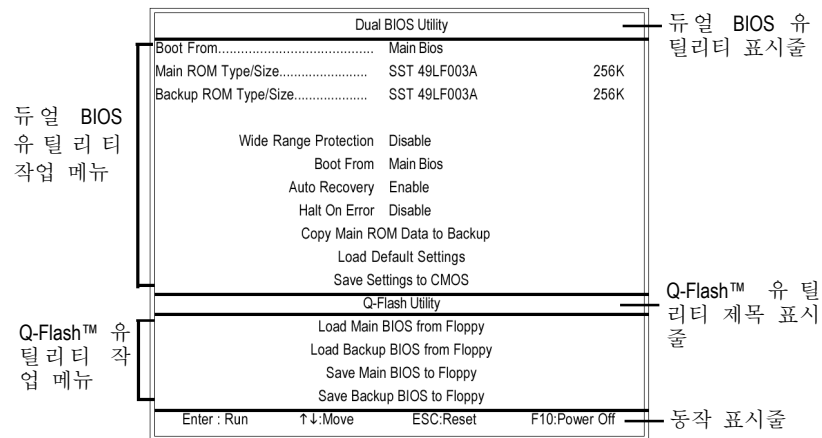 Dual BIOS Utility
듀얼 BIOS 유
틸리티 표시줄
Boot From........................................ Main Bios
Main ROM Type/Size....................... SST 49LF003A 256K
Backup ROM Type/Size................... SST 49LF003A 256K
듀얼 BIOS
유틸리티
작업 메뉴
Wide Range Protection Disable
Boot From Main Bios
Auto Recovery Enable
Halt On Error Disable
Copy Main ROM Data to Backup
Load Default Settings
Save Settings to CMOS
Q-Flash Utility
Q-Flash™ 유틸
리티 제목 표시
줄
Q-Flash™ 유
틸리티 작
업 메뉴
Load Main BIOS from Floppy
Load Backup BIOS from Floppy
Save Main BIOS to Floppy
Save Backup BIOS to Floppy
Enter : Run ↑↓:Move ESC:Reset F10:Power Off
동작 표시줄